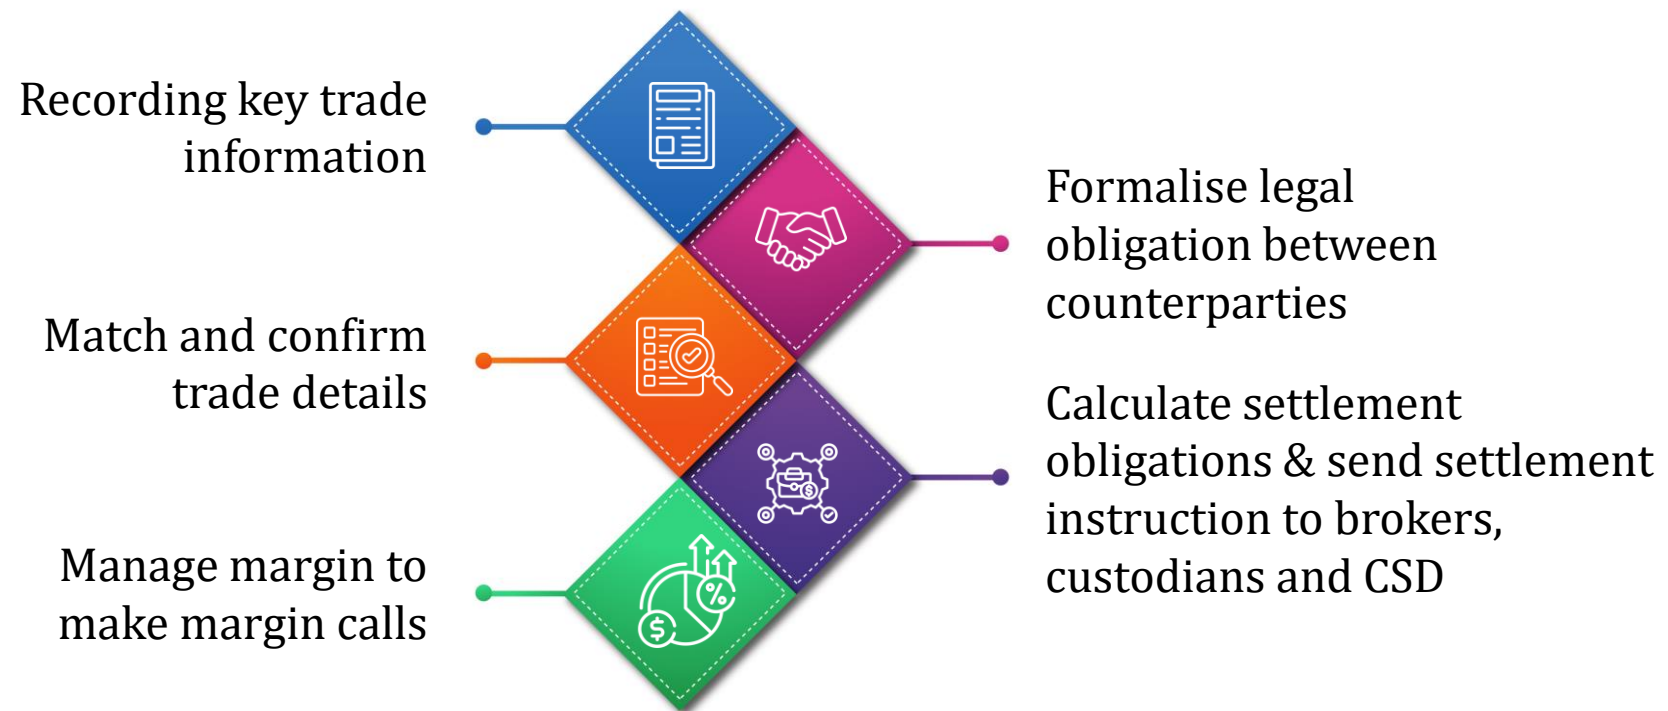 Recording key trade
information
Formalise legal
obligation between
counterparties
Match and confirm
trade details
Calculate settlement
obligations & send settlement
instruction to brokers,
custodians and CSD
Manage margin to
make margin calls